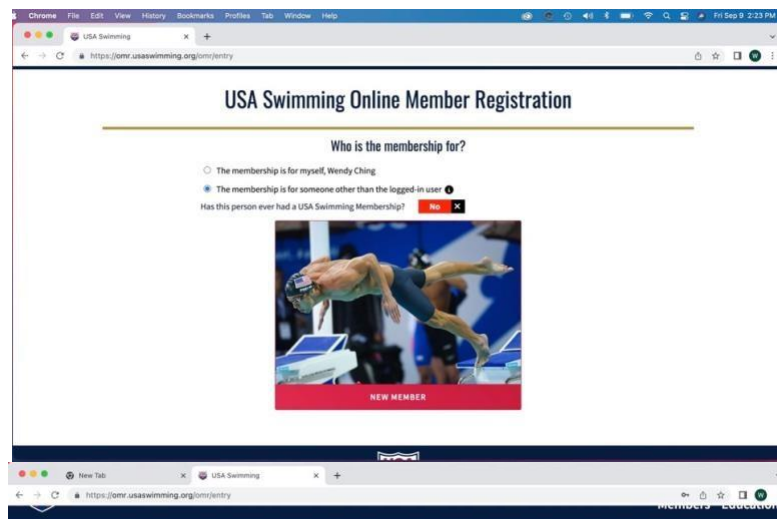 Chrome File Edit View History Bookmarks Profiles Tab Window Help Fri Sep 9 2:23 PM
USA Swimming
https://omr.usaswimming.org/omr/entry
W
USA Swimming Online Member Registration
Who is the membership for?
The membership is for myself, Wendy Ching
The membership is for someone other than the logged-in user
Has this person ever had a USA Swimming Membership? No X
NEW MEMBER
New Tab USA Swimming
https://omr.usaswimming.org/omr/entry
W
Members Education